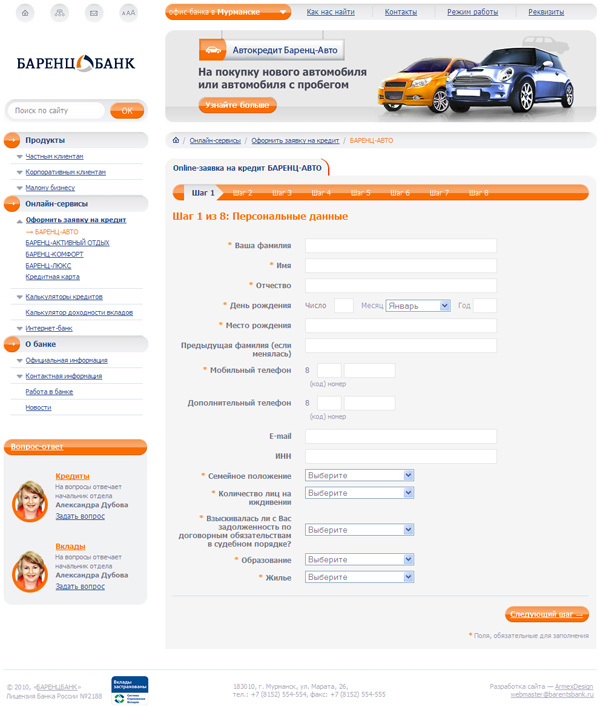 AAA
офис банка в Мурманске
Как нас найти
Контакты
Режим работы
Реквизиты
БАРЕНЦ БАНК
Автокредит Баренц-Авто
На покупку нового автомобиля
или автомобиля с пробегом
Узнайте больше
Поиск по сайту
OK
Продукты
Частным клиентам
Корпоративным клиентам
Малому бизнесу
Онлайн-сервисы
Оформить заявку на кредит
→ БАРЕНЦ-АВТО
БАРЕНЦ-АКТИВНЫЙ ОТДЫХ
БАРЕНЦ-КОМФОРТ
БАРЕНЦ-ЛЮКС
Кредитная карта
Калькуляторы кредитов
Калькулятор доходности вкладов
Интернет-банк
О банке
Официальная информация
Контактная информация
Работа в банке
Новости
Вопрос-ответ
Кредиты
На вопросы отвечает
начальник отдела
Александра Дубова
Задать вопрос
Вклады
На вопросы отвечает
начальник отдела
Александра Дубова
Задать вопрос
/ Онлайн-сервисы / Оформить заявку на кредит / БАРЕНЦ-АВТО
Online-заявка на кредит БАРЕНЦ-АВТО
Шаг 1 Шаг 2 Шаг 3 Шаг 4 Шаг 5 Шаг 6 Шаг 7 Шаг 8
Шаг 1 из 8: Персональные данные
* Ваша фамилия
* Имя
* Отчество
* День рождения Число Месяц Январь Год
* Место рождения
Предыдущая фамилия (если
менялась)
* Мобильный телефон 8
(код) номер
Дополнительный телефон 8
(код) номер
E-mail
ИНН
* Семейное положение Выберите
* Количество лиц на
иждивении Выберите
* Взыскивалась ли с Вас
задолженность по
договорным обязательствам
в судебном порядке? Выберите
* Образование Выберите
* Жилье Выберите
Следующий шаг →
* Поля, обязательные для заполнения
© 2010, «БАРЕНЦБАНК»
Лицензия Банка России №2188
Вклады
застрахованы
Система
Страхования
Вкладов
183010, г. Мурманск, ул. Марата, 26,
тел.: +7 (8152) 554-554, факс: +7 (8152) 554-555
Разработка сайта — ArmexDesign
webmaster@barentsbank.ru